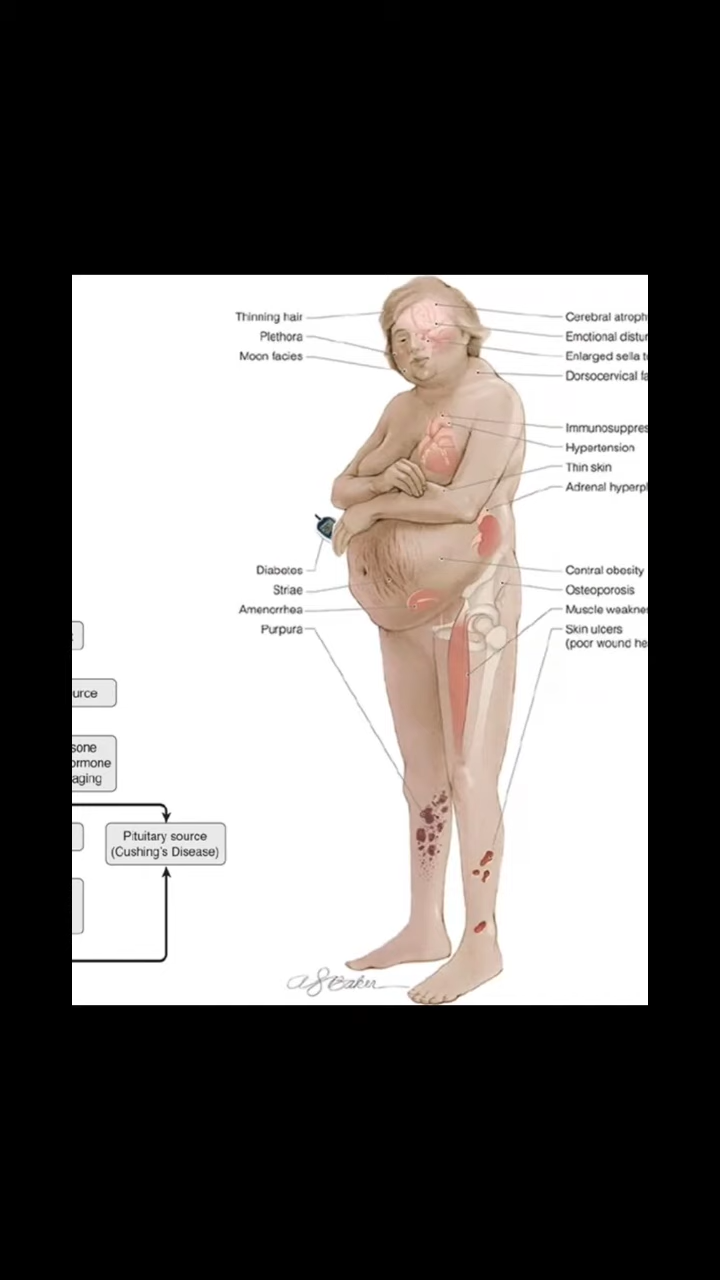 Thinning hair
Plethora
Moon facies
Cerebral atroph
Emotional distur
Enlarged sella t
Dorsocervical fa
Immunosuppres
Hypertension
Thin skin
Adrenal hyperpl
Diabetes
Striae
Amenorrhea
Purpura
Central obesity
Osteoporosis
Muscle weaknes
Skin ulcers
(poor wound he
urce
sone
ormone
aging
Pituitary source
(Cushing's Disease)